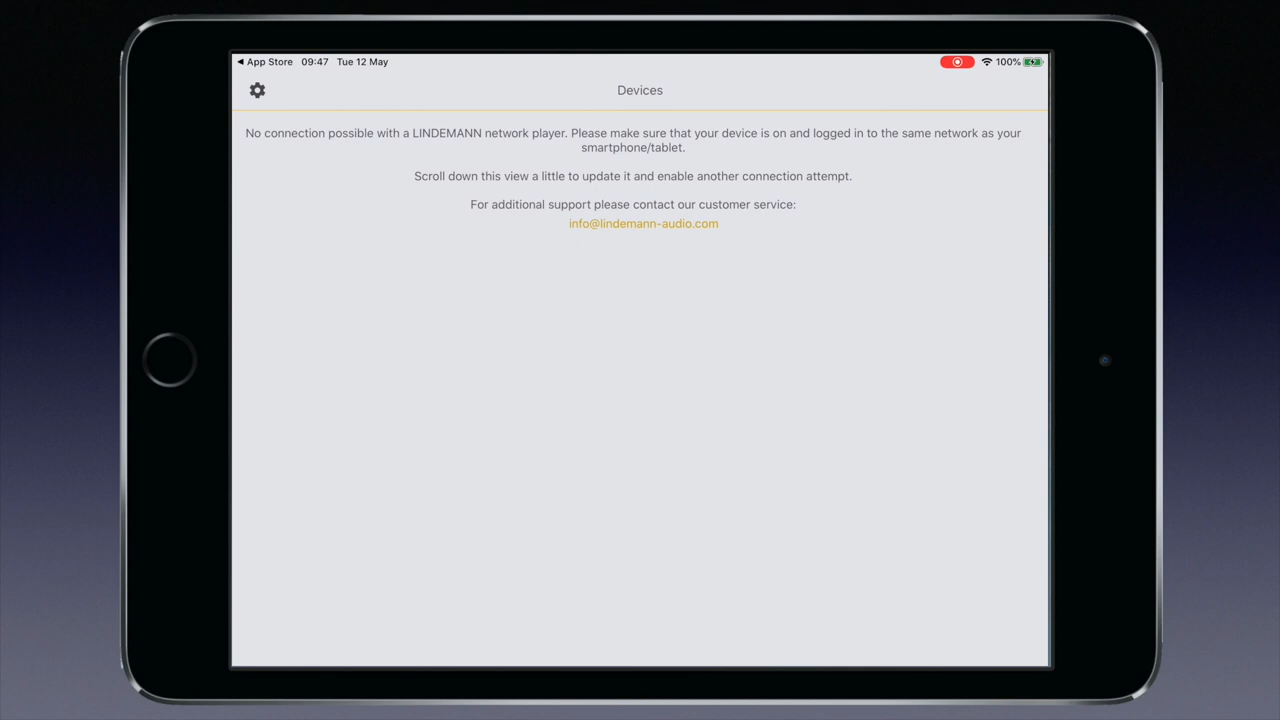 App Store 09:47 Tue 12 May 100%
Devices
No connection possible with a LINDEMANN network player. Please make sure that your device is on and logged in to the same network as your
smartphone/tablet.
Scroll down this view a little to update it and enable another connection attempt.
For additional support please contact our customer service:
info@lindemann-audio.com